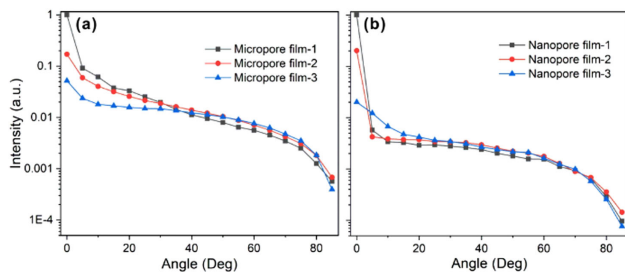 (a)
Micropore film-1
Micropore film-2
Micropore film-3
Intensity (a.u.)
1
0.1
0.01
0.001
1E-4
0 20 40 60 80
Angle (Deg)
(b)
Nanopore film-1
Nanopore film-2
Nanopore film-3
0 20 40 60 80
Angle (Deg)